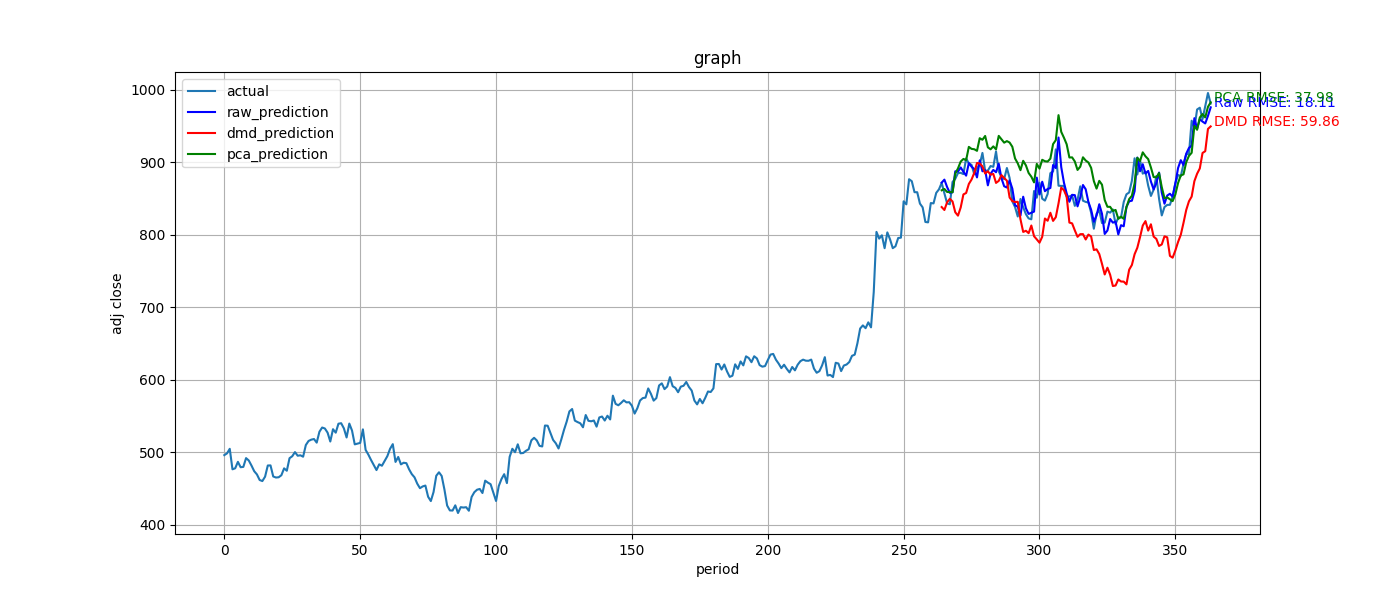 graph
actual
raw_prediction
dmd_prediction
pca_prediction
PCA RMSE: 37.98
Raw RMSE: 18.11
DMD RMSE: 59.86
1000
900
800
700
600
500
400
adj close
0
50
100
150
200
250
300
350
period